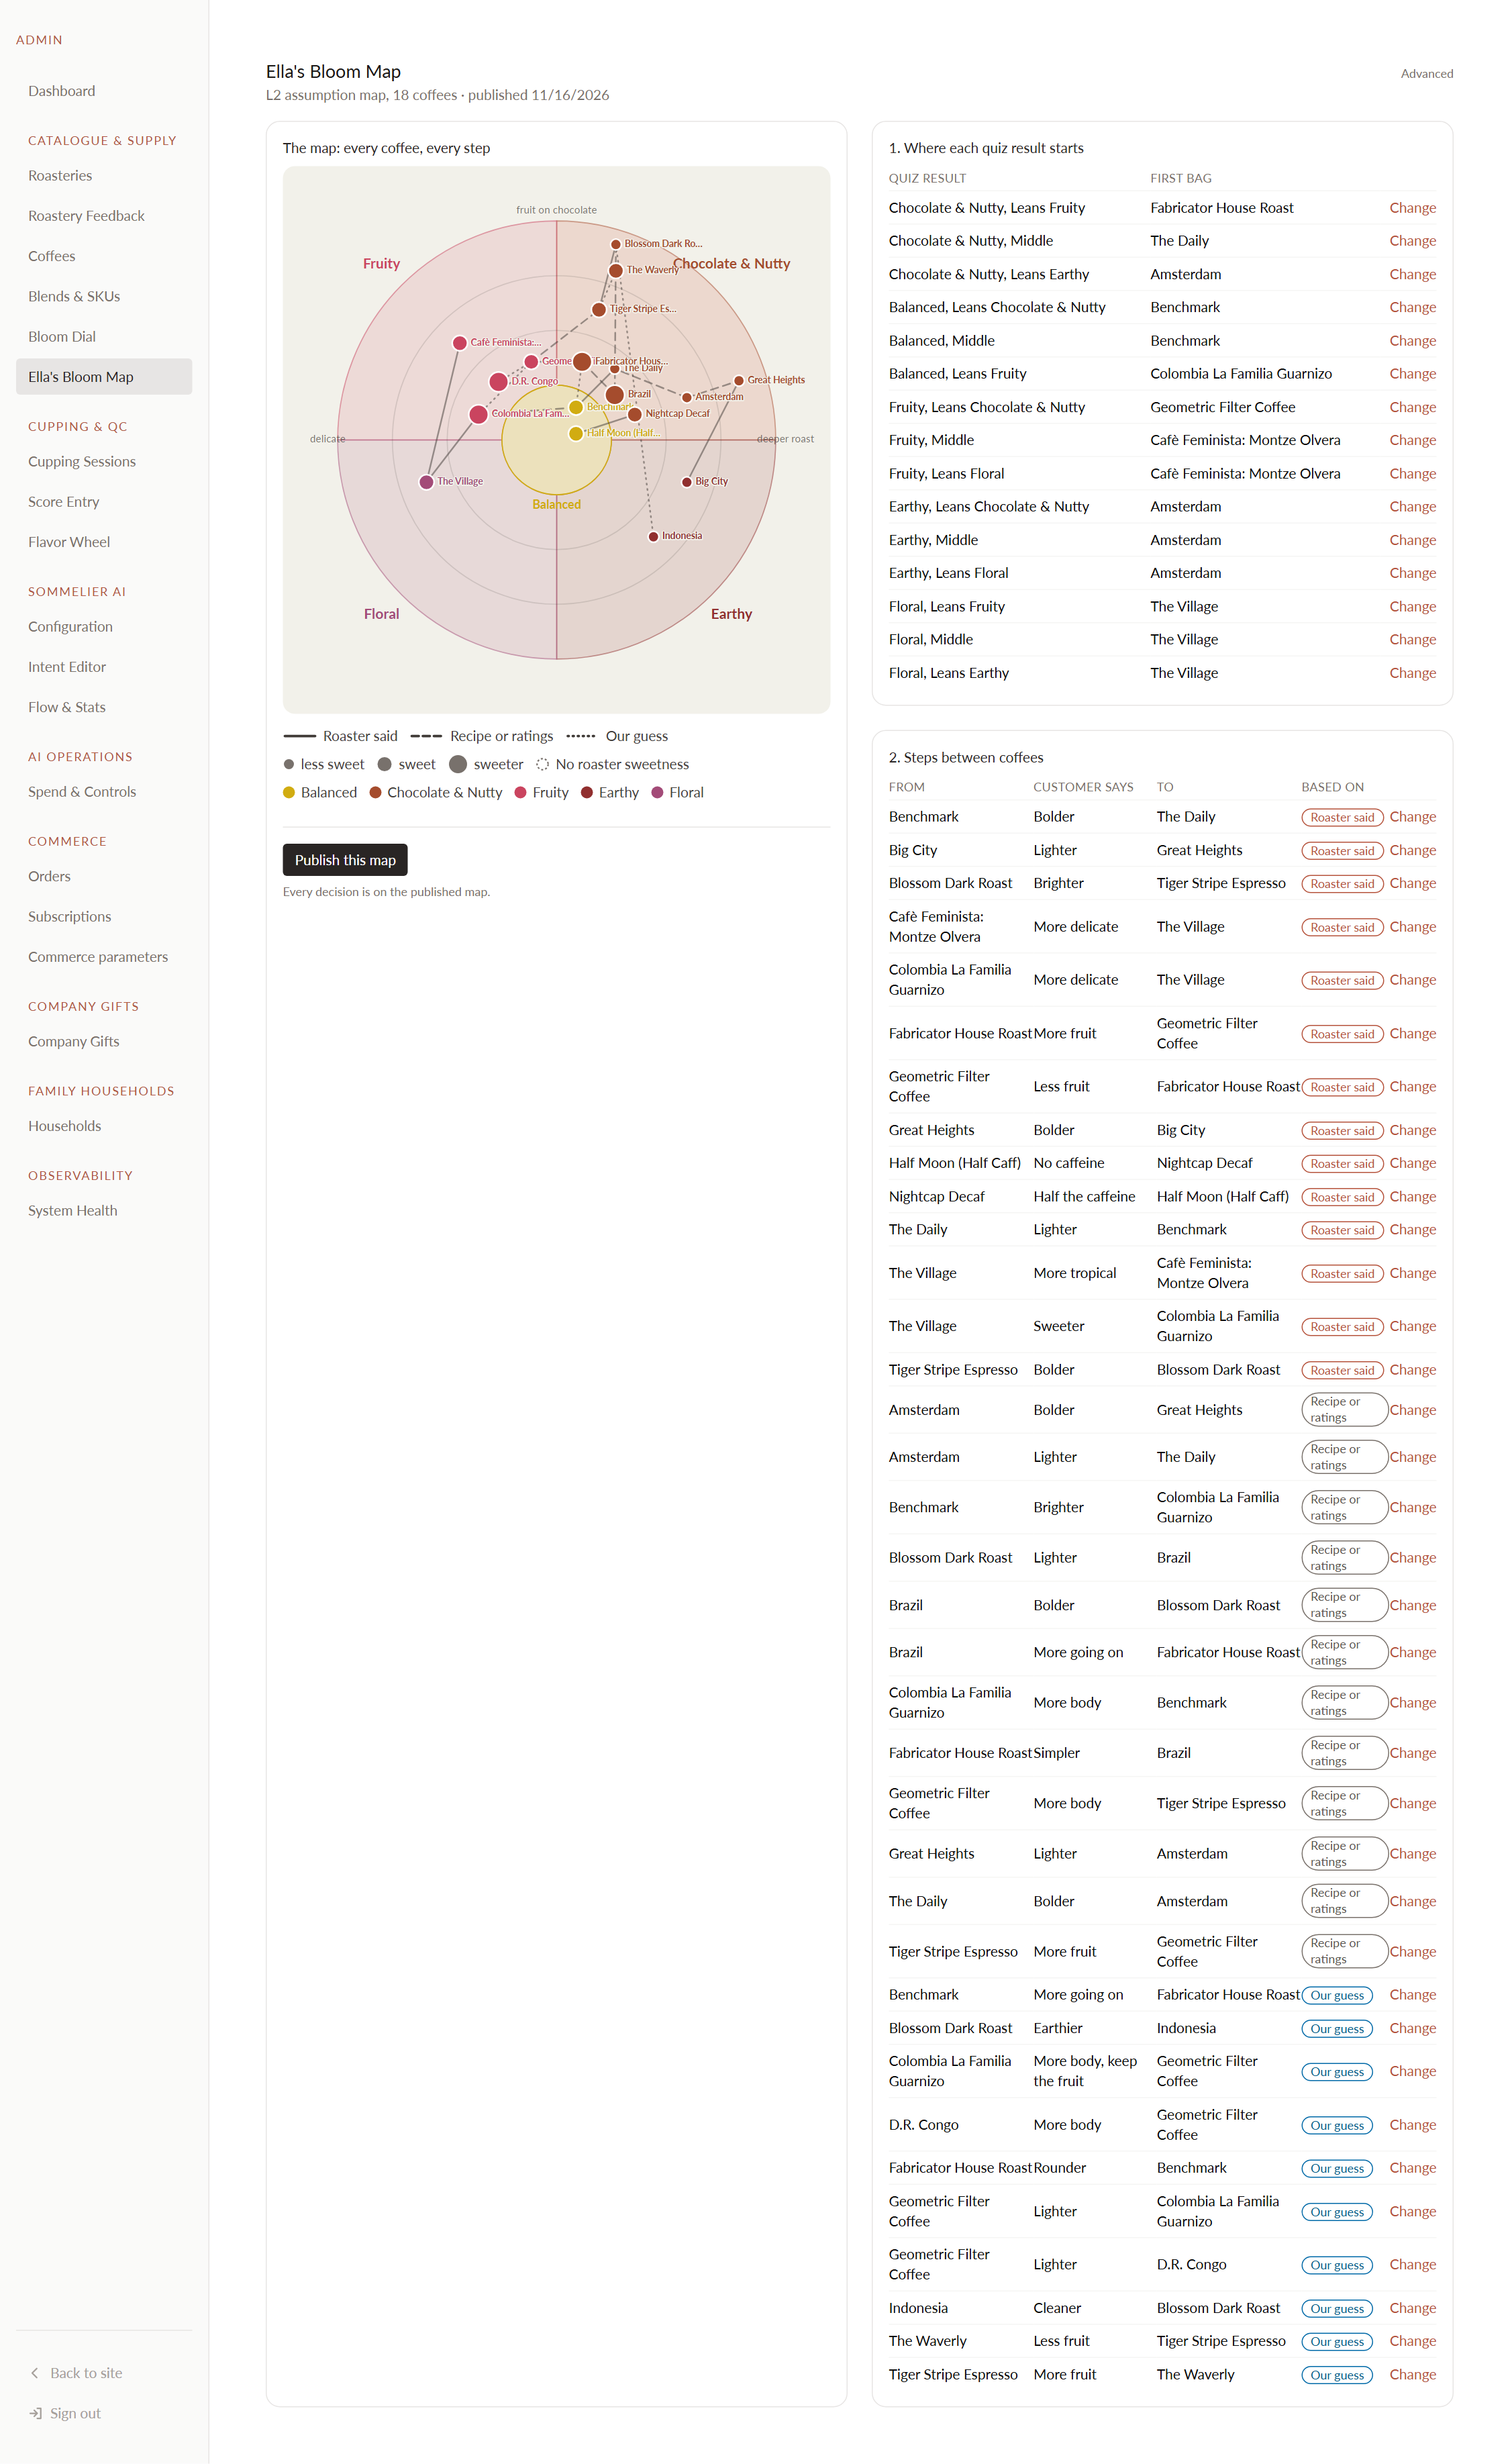 ADMIN
Dashboard
CATALOGUE & SUPPLY
Roasteries
Roastery Feedback
Coffees
Blends & SKUs
Bloom Dial
Ella's Bloom Map
CUPPING & QC
Cupping Sessions
Score Entry
Flavor Wheel
SOMMELIER AI
Configuration
Intent Editor
Flow & Stats
AI OPERATIONS
Spend & Controls
COMMERCE
Orders
Subscriptions
Commerce parameters
COMPANY GIFTS
Company Gifts
FAMILY HOUSEHOLDS
Households
OBSERVABILITY
System Health
Back to site
Sign out
Ella's Bloom Map
L2 assumption map, 18 coffees · published 11/16/2026
Advanced
The map: every coffee, every step
fruit on chocolate
Blossom Dark Ro...
Fruity
Chocolate & Nutty
The Waverly
Tiger Stripe Es...
Cafè Feminista:...
Geome
Fabricator Hous...
The Daily
D.R. Congo
Great Heights
Brazil
Amsterdam
Benchmark
Colombia La Fam...
Nightcap Decaf
Half Moon (Half...
delicate
deeper roast
The Village
Big City
Balanced
Indonesia
Floral
Earthy
Roaster said Recipe or ratings Our guess
less sweet sweet sweeter No roaster sweetness
Balanced Chocolate & Nutty Fruity Earthy Floral
Publish this map
Every decision is on the published map.
1. Where each quiz result starts
QUIZ RESULT FIRST BAG
Chocolate & Nutty, Leans Fruity Fabricator House Roast Change
Chocolate & Nutty, Middle The Daily Change
Chocolate & Nutty, Leans Earthy Amsterdam Change
Balanced, Leans Chocolate & Nutty Benchmark Change
Balanced, Middle Benchmark Change
Balanced, Leans Fruity Colombia La Familia Guarnizo Change
Fruity, Leans Chocolate & Nutty Geometric Filter Coffee Change
Fruity, Middle Cafè Feminista: Montze Olvera Change
Fruity, Leans Floral Cafè Feminista: Montze Olvera Change
Earthy, Leans Chocolate & Nutty Amsterdam Change
Earthy, Middle Amsterdam Change
Earthy, Leans Floral Amsterdam Change
Floral, Leans Fruity The Village Change
Floral, Middle The Village Change
Floral, Leans Earthy The Village Change
2. Steps between coffees
FROM CUSTOMER SAYS TO BASED ON
Benchmark Bolder The Daily Roaster said Change
Big City Lighter Great Heights Roaster said Change
Blossom Dark Roast Brighter Tiger Stripe Espresso Roaster said Change
Cafè Feminista:
Montze Olvera More delicate The Village Roaster said Change
Colombia La Familia
Guarnizo More delicate The Village Roaster said Change
Fabricator House Roast More fruit Geometric Filter
Coffee Roaster said Change
Geometric Filter
Coffee Less fruit Fabricator House Roast Roaster said Change
Great Heights Bolder Big City Roaster said Change
Half Moon (Half Caff) No caffeine Nightcap Decaf Roaster said Change
Nightcap Decaf Half the caffeine Half Moon (Half Caff) Roaster said Change
The Daily Lighter Benchmark Roaster said Change
The Village More tropical Cafè Feminista:
Montze Olvera Roaster said Change
The Village Sweeter Colombia La Familia
Guarnizo Roaster said Change
Tiger Stripe Espresso Bolder Blossom Dark Roast Roaster said Change
Amsterdam Bolder Great Heights Recipe or
ratings Change
Amsterdam Lighter The Daily Recipe or
ratings Change
Benchmark Brighter Colombia La Familia
Guarnizo Recipe or
ratings Change
Blossom Dark Roast Lighter Brazil Recipe or
ratings Change
Brazil Bolder Blossom Dark Roast Recipe or
ratings Change
Brazil More going on Fabricator House Roast Recipe or
ratings Change
Colombia La Familia
Guarnizo More body Benchmark Recipe or
ratings Change
Fabricator House Roast Simpler Brazil Recipe or
ratings Change
Geometric Filter
Coffee More body Tiger Stripe Espresso Recipe or
ratings Change
Great Heights Lighter Amsterdam Recipe or
ratings Change
The Daily Bolder Amsterdam Recipe or
ratings Change
Tiger Stripe Espresso More fruit Geometric Filter
Coffee Recipe or
ratings Change
Benchmark More going on Fabricator House Roast Our guess Change
Blossom Dark Roast Earthier Indonesia Our guess Change
Colombia La Familia
Guarnizo More body, keep
the fruit Geometric Filter
Coffee Our guess Change
D.R. Congo More body Geometric Filter
Coffee Our guess Change
Fabricator House Roast Rounder Benchmark Our guess Change
Geometric Filter
Coffee Lighter Colombia La Familia
Guarnizo Our guess Change
Geometric Filter
Coffee Lighter D.R. Congo Our guess Change
Indonesia Cleaner Blossom Dark Roast Our guess Change
The Waverly Less fruit Tiger Stripe Espresso Our guess Change
Tiger Stripe Espresso More fruit The Waverly Our guess Change